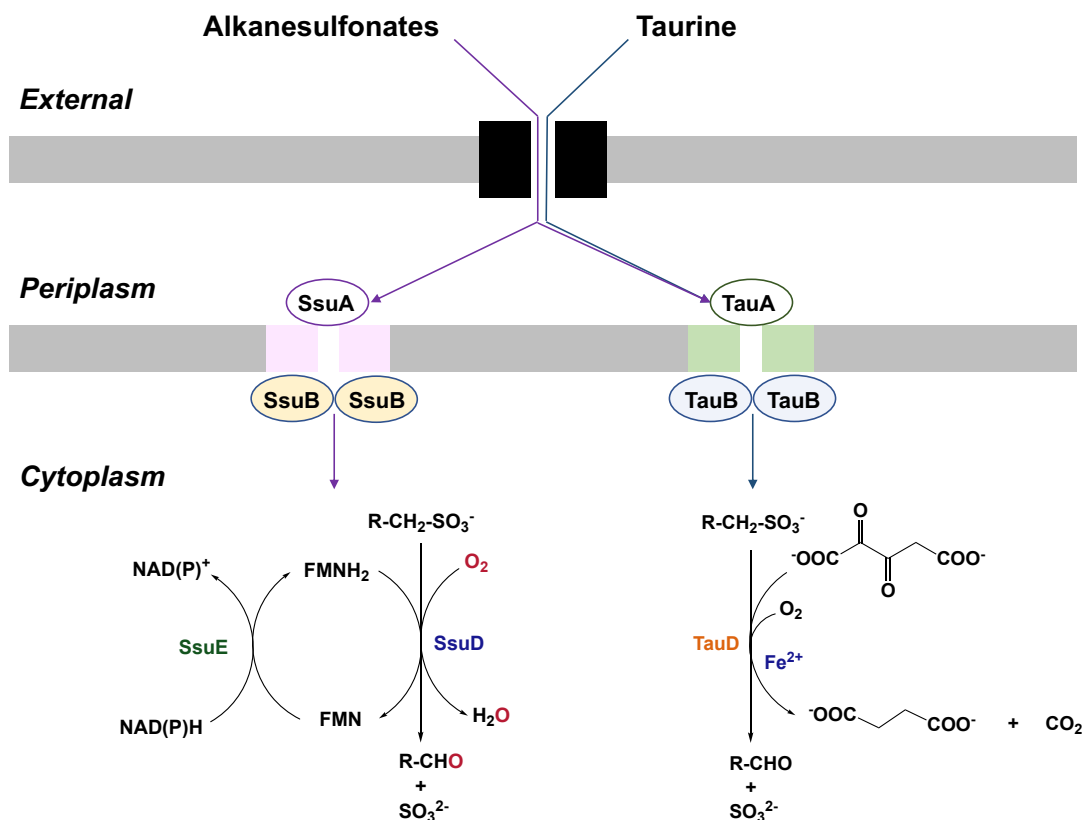 Alkanesulfonates
Taurine
External
Periplasm
SsuA
TauA
SsuB
SsuB
TauB
TauB
Cytoplasm
R-CH₂-SO₃⁻
R-CH₂-SO₃⁻
O
⁻OOC
COO⁻
O
NAD(P)⁺
FMNH₂
O₂
O₂
SsuE
SsuD
TauD
Fe²⁺
NAD(P)H
FMN
H₂O
⁻OOC
COO⁻
+
CO₂
R-CHO
R-CHO
+
+
SO₃²⁻
SO₃²⁻